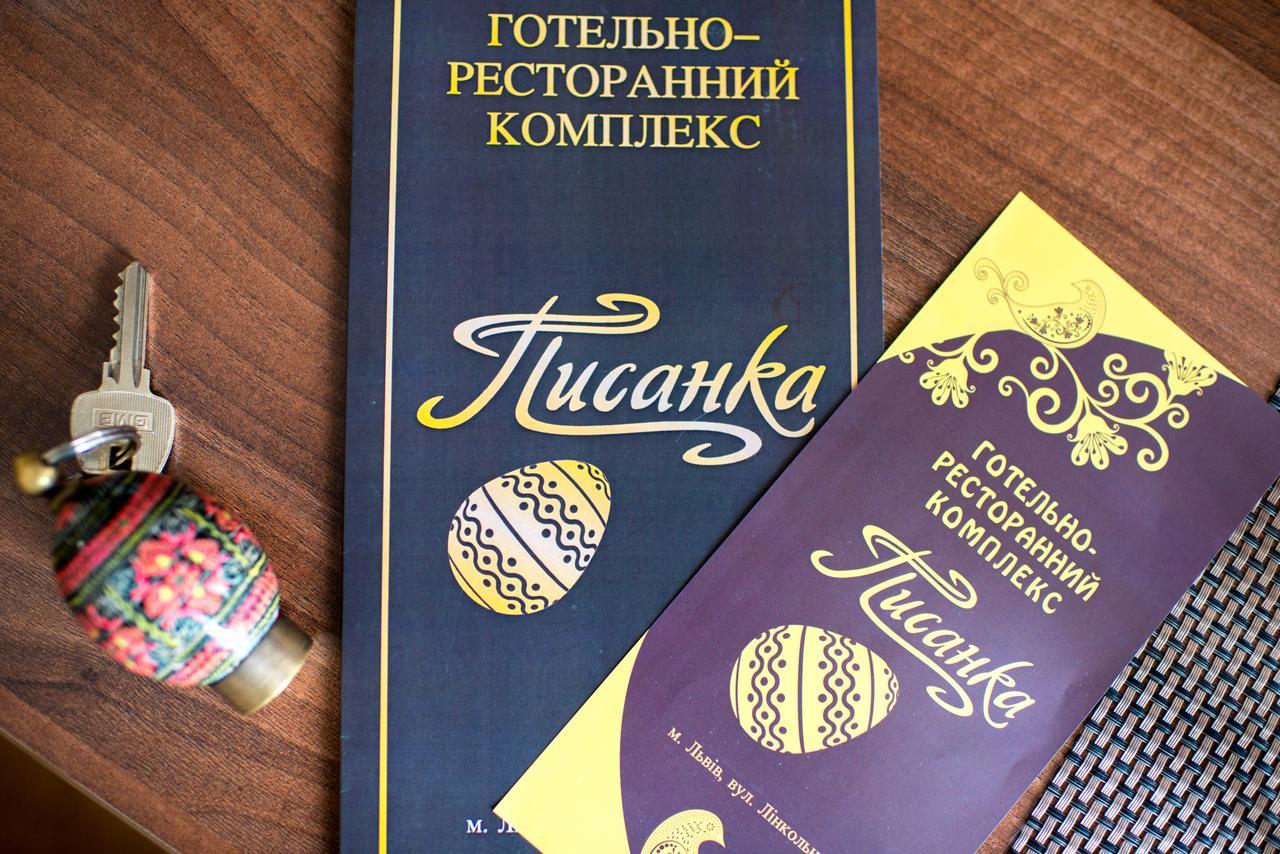 ГОТЕЛЬНО–
РЕСТОРАННИЙ
КОМПЛЕКС
Писанка
м.
ГОТЕЛЬНО-
РЕСТОРАННИЙ
КОМПЛЕКС
Писанка
м. Львів, вул.